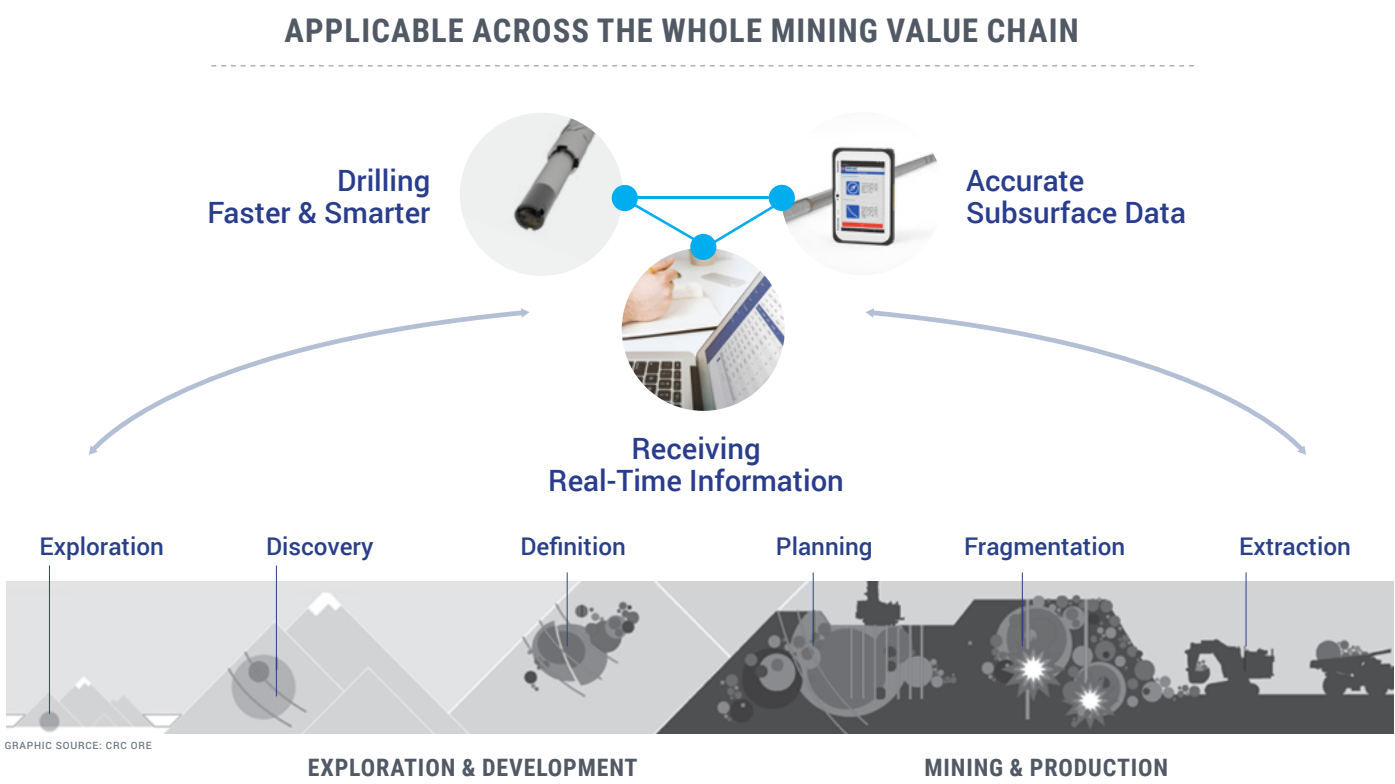 APPLICABLE ACROSS THE WHOLE MINING VALUE CHAIN
Drilling
Faster & Smarter
Accurate
Subsurface Data
Receiving
Real-Time Information
Exploration
Discovery
Definition
Planning
Fragmentation
Extraction
GRAPHIC SOURCE: CRC ORE
EXPLORATION & DEVELOPMENT
MINING & PRODUCTION